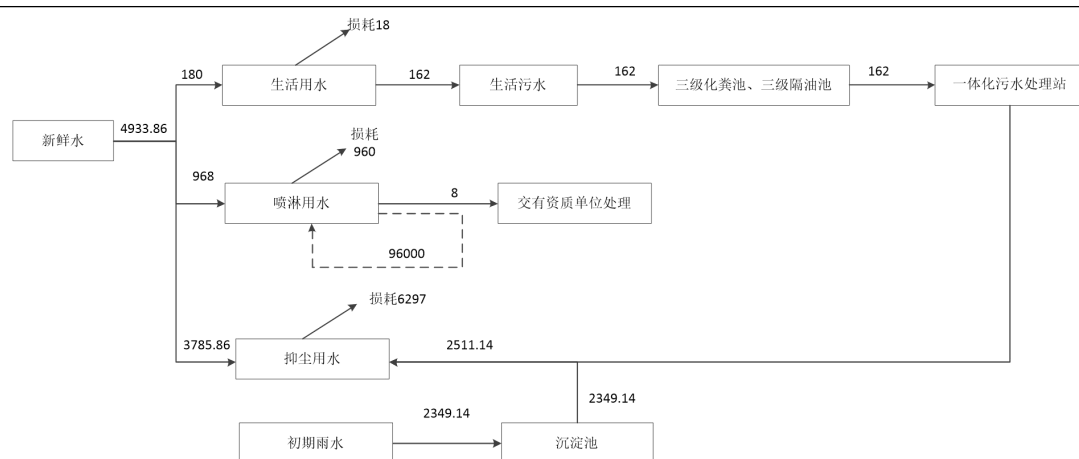 损耗18
180
生活用水
162
生活污水
162
三级化粪池、三级隔油池
162
一体化污水处理站
新鲜水
4933.86
损耗
960
968
喷淋用水
8
交有资质单位处理
96000
损耗6297
3785.86
抑尘用水
2511.14
2349.14
初期雨水
2349.14
沉淀池